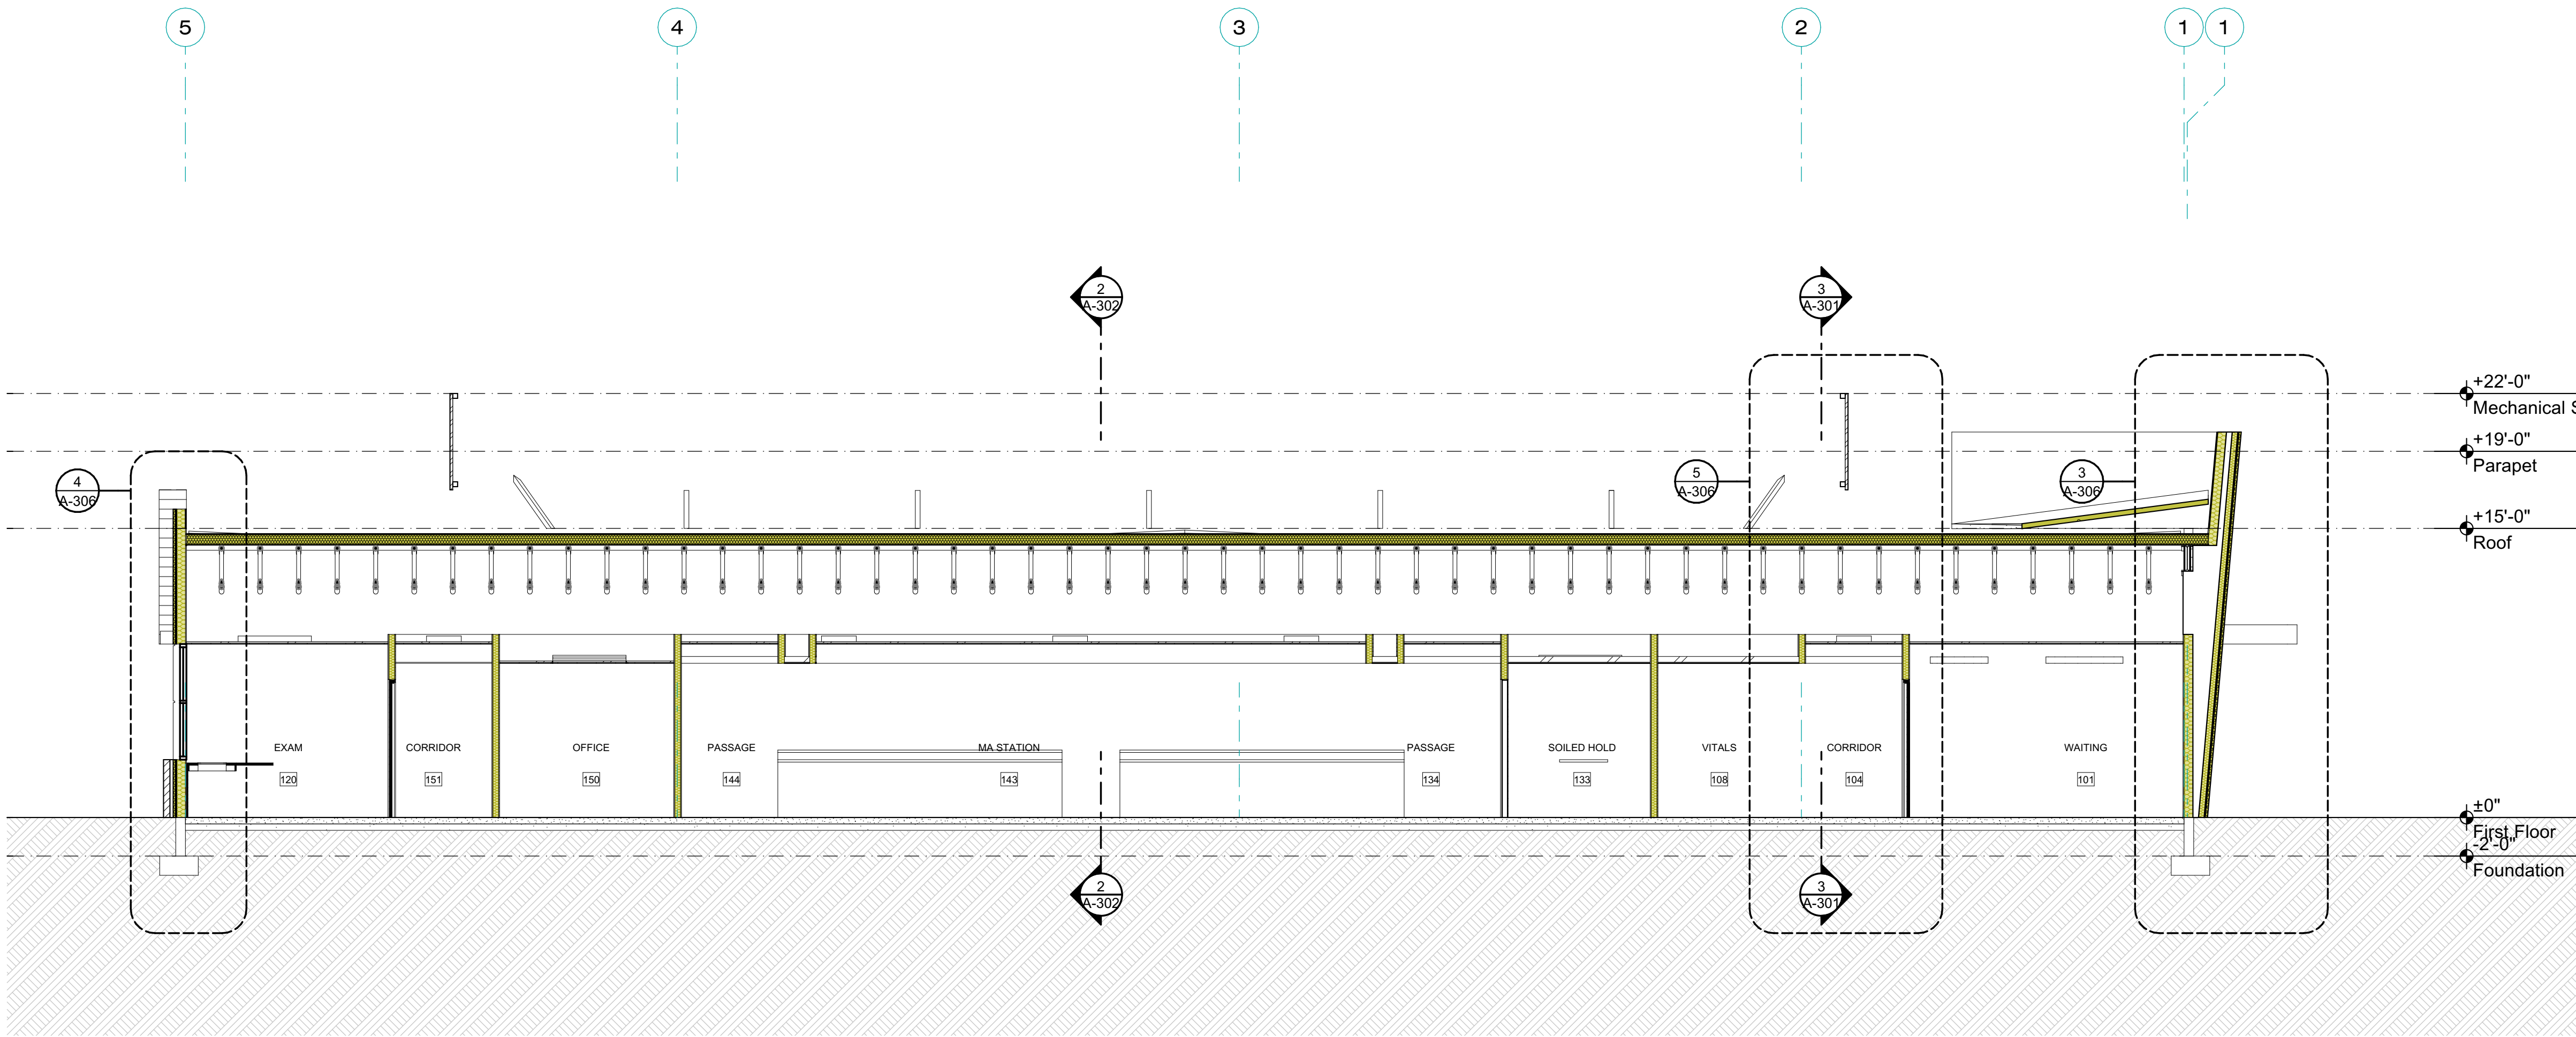 5
4
3
2
1
1
2
A-302
3
A-301
+22'-0"
Mechanical S
+19'-0"
Parapet
4
A-306
5
A-306
3
A-306
+15'-0"
Roof
EXAM
CORRIDOR
OFFICE
PASSAGE
MA STATION
PASSAGE
SOILED HOLD
VITALS
CORRIDOR
WAITING
120
151
150
144
143
134
133
108
104
101
±0"
First Floor
-2'-0"
Foundation
2
A-302
3
A-301